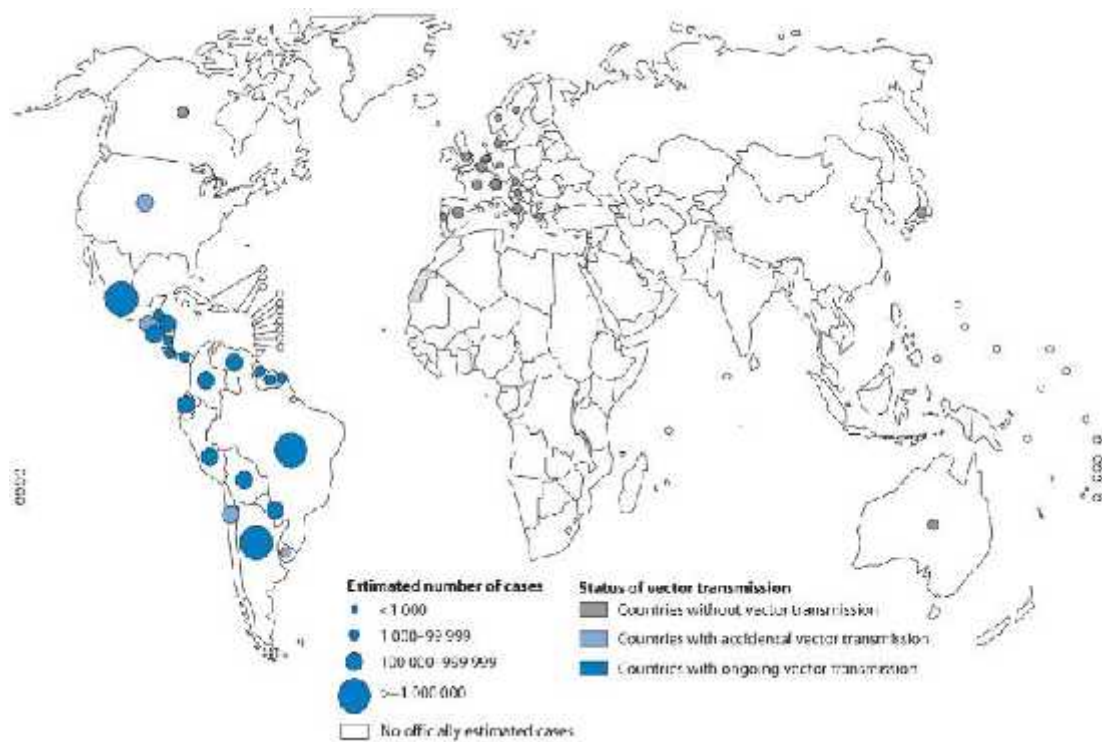 Estimated number of cases
<1 000
1 000–99 999
100 000–999 999
>=1 000 000
No officially estimated cases
Status of vector transmission
Countries without vector transmission
Countries with accidental vector transmission
Countries with ongoing vector transmission